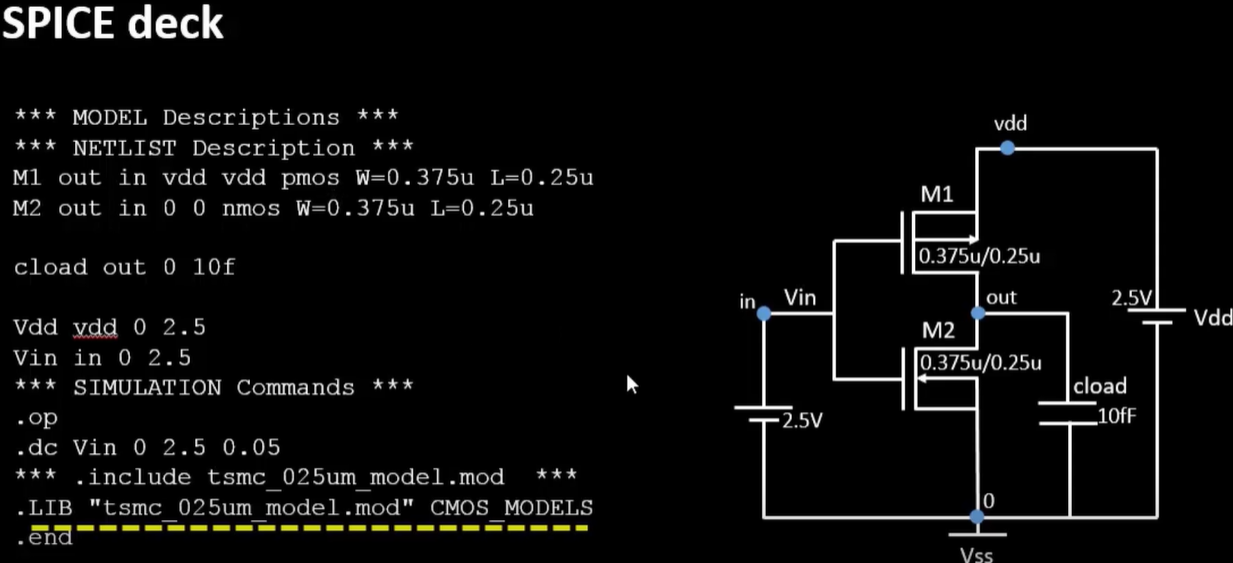 SPICE deck
*** MODEL Descriptions ***
*** NETLIST Description ***
M1 out in vdd vdd pmos W=0.375u L=0.25u
M2 out in 0 0 nmos W=0.375u L=0.25u
cload out 0 10f
Vdd vdd 0 2.5
Vin in 0 2.5
*** SIMULATION Commands ***
.op
.dc Vin 0 2.5 0.05
*** .include tsmc_025um_model.mod ***
.LIB "tsmc_025um_model.mod" CMOS_MODELS
.end
vdd
M1
0.375u/0.25u
in
Vin
out
2.5V
Vdd
M2
0.375u/0.25u
cload
10fF
2.5V
0
Vss